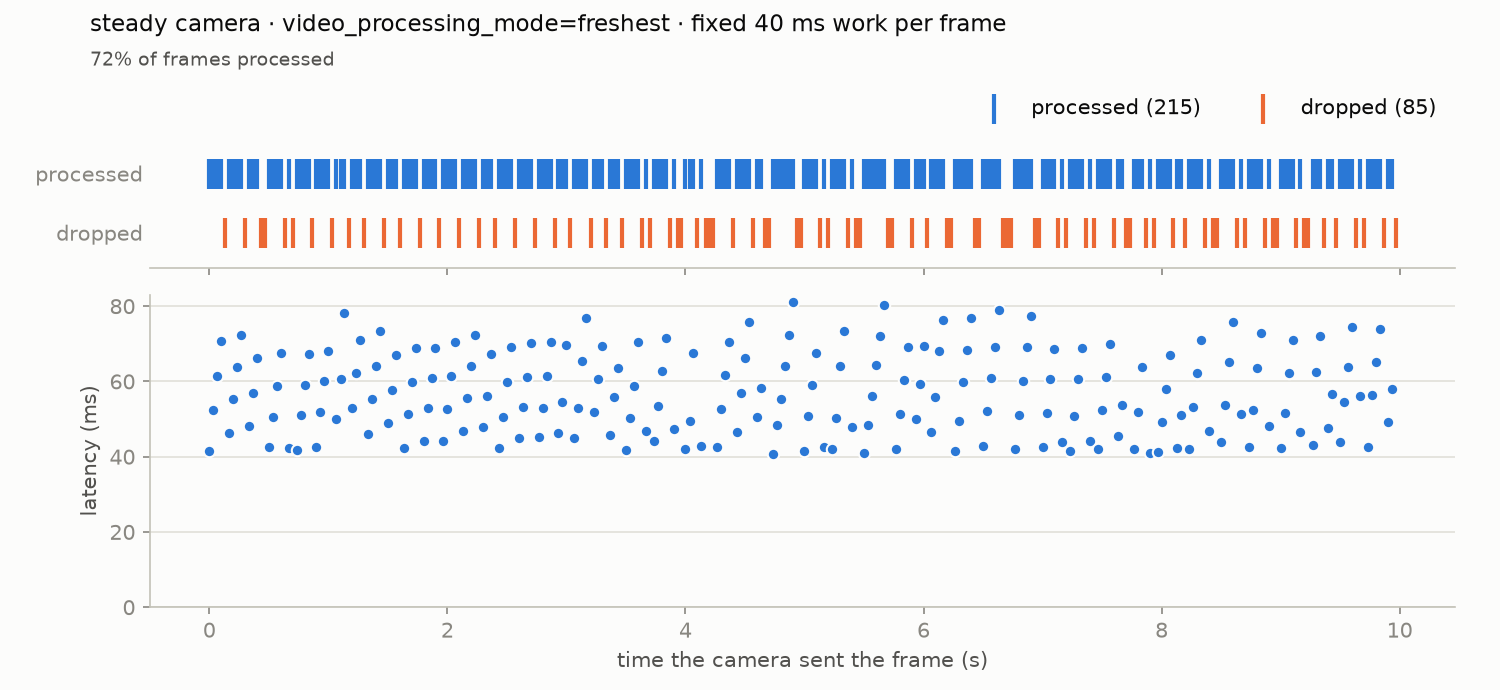 steady camera · video_processing_mode=freshest · fixed 40 ms work per frame
72% of frames processed
processed (215)
dropped (85)
processed
dropped
80
60
40
20
0
latency (ms)
0
2
4
6
8
10
time the camera sent the frame (s)